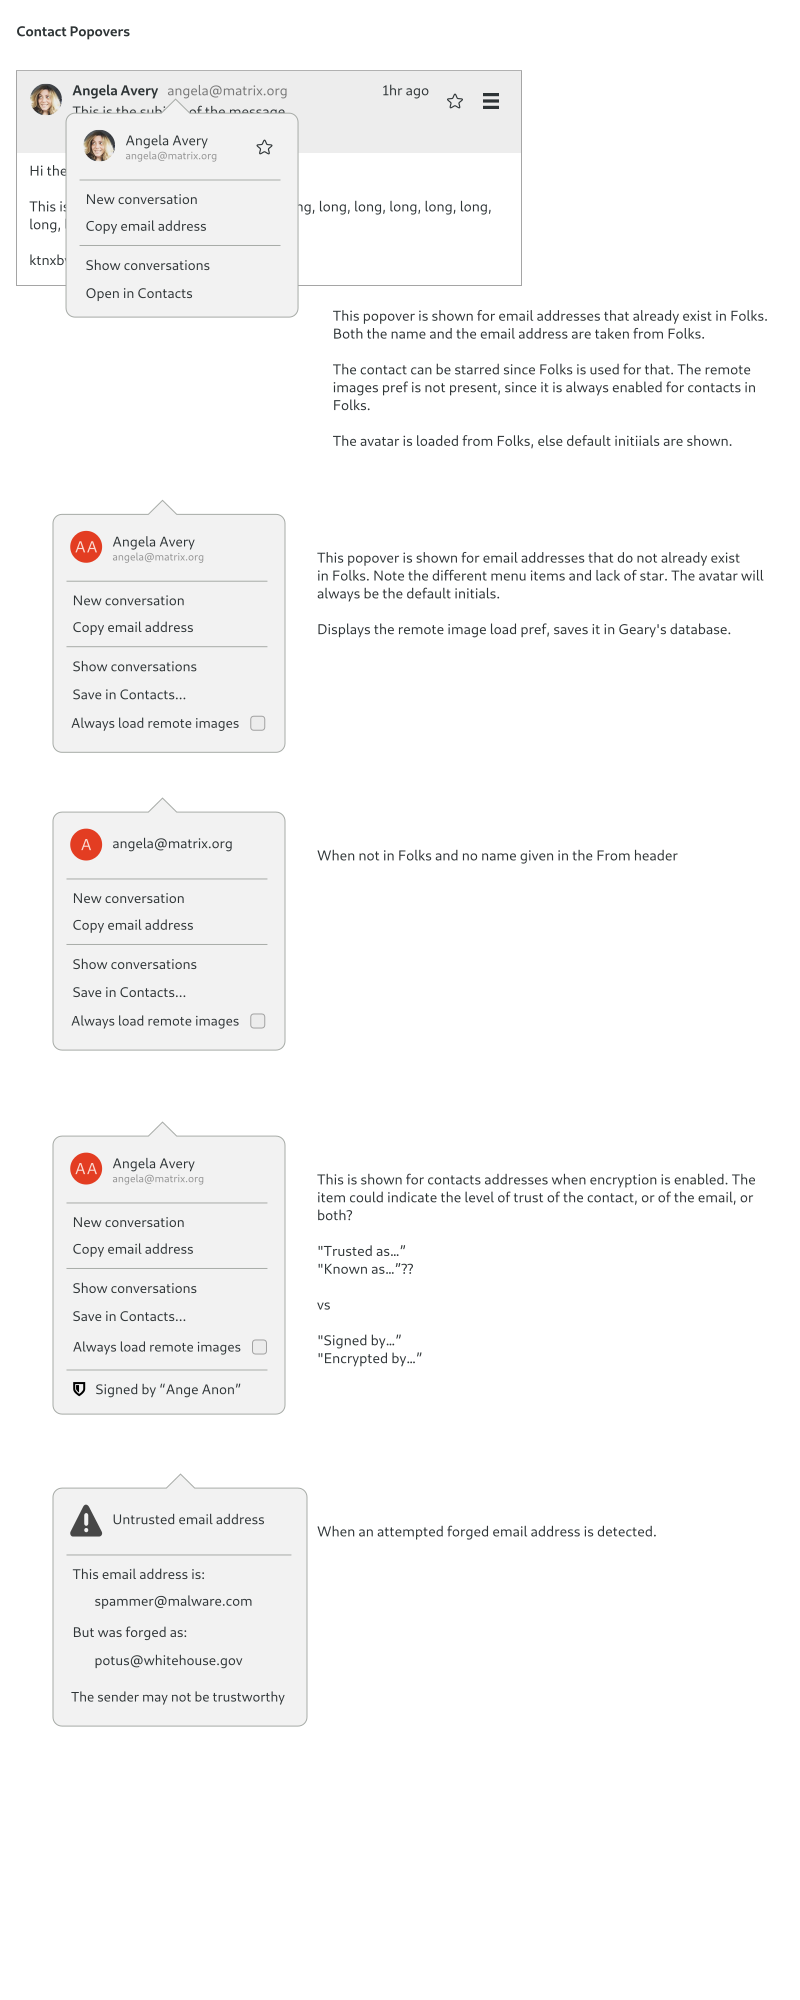 Contact Popovers
Angela Avery angela@matrix.org 1hr ago
This is the subj of the message
Angela Avery
angela@matrix.org
Hi the
New conversation
This is ng, long, long, long, long, long,
Copy email address
long,
ktnxb
Show conversations
Open in Contacts
This popover is shown for email addresses that already exist in Folks.
Both the name and the email address are taken from Folks.
The contact can be starred since Folks is used for that. The remote
images pref is not present, since it is always enabled for contacts in
Folks.
The avatar is loaded from Folks, else default initiials are shown.
AA
Angela Avery
angela@matrix.org
New conversation
Copy email address
Show conversations
Save in Contacts...
Always load remote images
This popover is shown for email addresses that do not already exist
in Folks. Note the different menu items and lack of star. The avatar will
always be the default initials.
Displays the remote image load pref, saves it in Geary's database.
A
angela@matrix.org
New conversation
Copy email address
Show conversations
Save in Contacts...
Always load remote images
When not in Folks and no name given in the From header
AA
Angela Avery
angela@matrix.org
New conversation
Copy email address
Show conversations
Save in Contacts...
Always load remote images
Signed by “Ange Anon”
This is shown for contacts addresses when encryption is enabled. The
item could indicate the level of trust of the contact, or of the email, or
both?
"Trusted as…”
"Known as…”??
vs
"Signed by…”
"Encrypted by…”
Untrusted email address
This email address is:
spammer@malware.com
But was forged as:
potus@whitehouse.gov
The sender may not be trustworthy
When an attempted forged email address is detected.